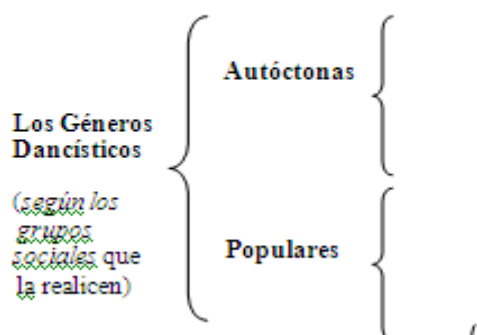 Autóctonas
Los Géneros
Dancísticos
(según los
grupos
sociales que
la realicen)
Populares